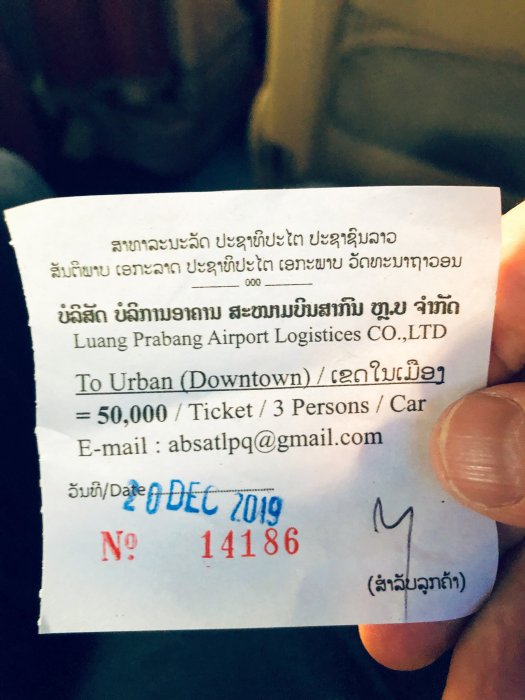 ສາທາລະນະລັດ ປະຊາທິປະໄຕ ປະຊາຊົນລາວ
ສັນຕິພາບ ເອກະລາດ ປະຊາທິປະໄຕ ເອກະພາບ ວັດທະນາຖາວອນ
000
ບໍລິສັດ ບໍລິການອາຄານ ສະໜາມບິນສາກົນ ຫຼ.ບ ຈຳກັດ
Luang Prabang Airport Logistices CO.,LTD
To Urban (Downtown) / ເຂດໃນເມືອງ
= 50,000 / Ticket / 3 Persons / Car
E-mail : absatlpq@gmail.com
ວັນທີ/Date 20 DEC 2019
Nº 14186
(ສຳລັບລູກຄ້າ)